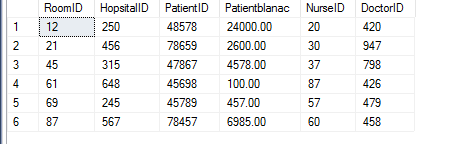 RoomID HopsitalID PatientID Patientblanac NurseID DoctorID
1 12 250 48578 24000.00 20 420
2 21 456 78659 2600.00 30 947
3 45 315 47867 4578.00 37 798
4 61 648 45698 100.00 87 426
5 69 245 45789 457.00 57 479
6 87 567 78457 6985.00 60 458